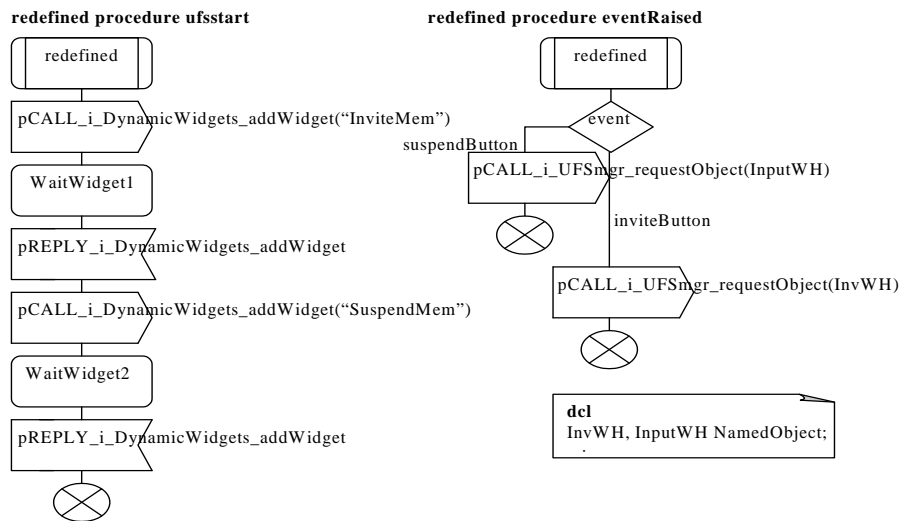 redefined procedure ufsstart
redefined
pCALL_i_DynamicWidgets_addWidget(“InviteMem”)
WaitWidget1
pREPLY_i_DynamicWidgets_addWidget
pCALL_i_DynamicWidgets_addWidget(“SuspendMem”)
WaitWidget2
pREPLY_i_DynamicWidgets_addWidget
redefined procedure eventRaised
redefined
event
suspendButton
pCALL_i_UFSmgr_requestObject(InputWH)
inviteButton
pCALL_i_UFSmgr_requestObject(InvWH)
dcl
InvWH, InputWH NamedObject;
.